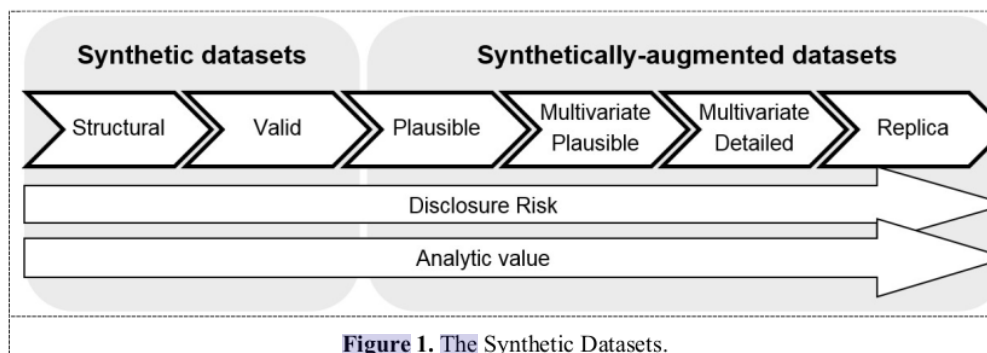 Synthetic datasets
Synthetically-augmented datasets
Structural
Valid
Plausible
Multivariate
Plausible
Multivariate
Detailed
Replica
Disclosure Risk
Analytic value
Figure 1. The Synthetic Datasets.